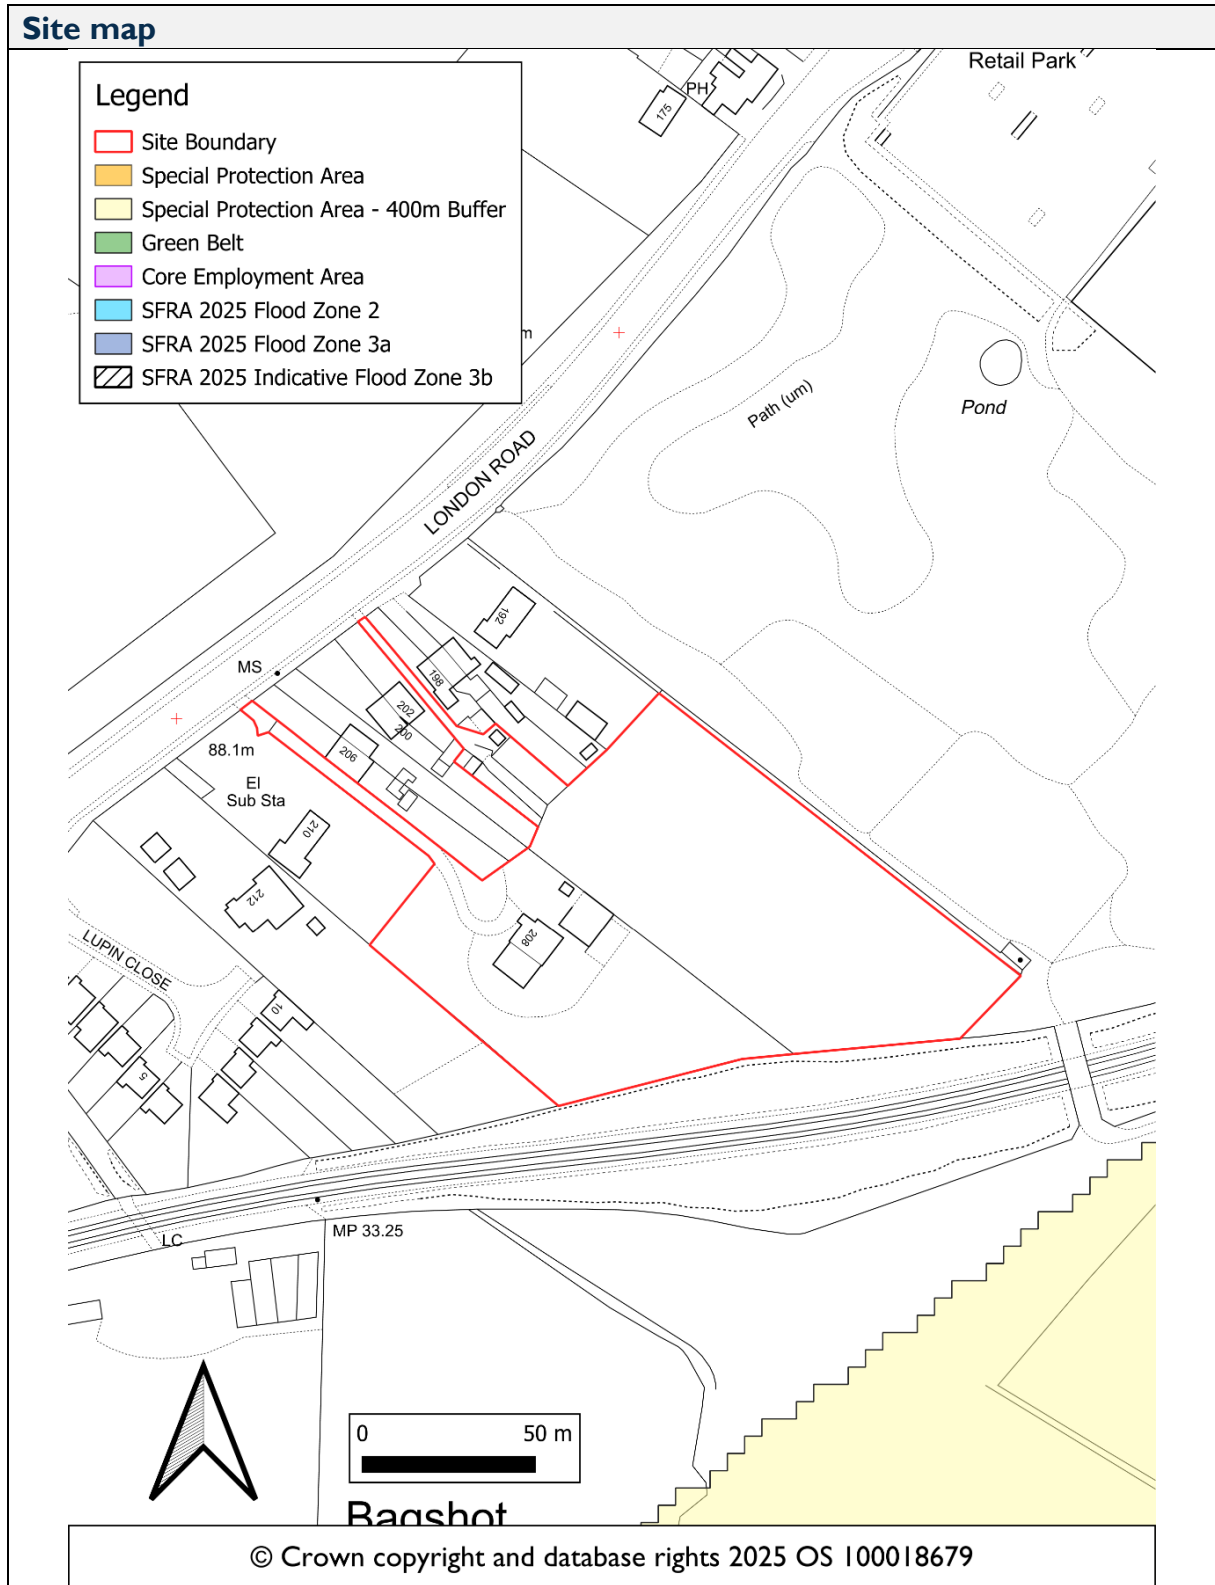 Site map
Legend
Site Boundary
Special Protection Area
Special Protection Area - 400m Buffer
Green Belt
Core Employment Area
SFRA 2025 Flood Zone 2
SFRA 2025 Flood Zone 3a
SFRA 2025 Indicative Flood Zone 3b
Retail Park
PH
175
m
Path (um)
Pond
LONDON ROAD
192
MS
198
202
200
88.1m
206
El
Sub Sta
210
212
208
LUPIN CLOSE
10
5
MP 33.25
LC
0 50 m
Bagshot
© Crown copyright and database rights 2025 OS 100018679